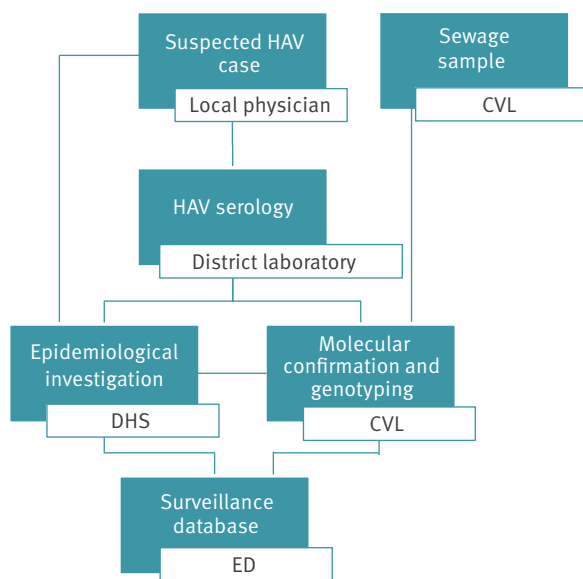 Suspected HAV
case
Local physician
Sewage
sample
CVL
HAV serology
District laboratory
Epidemiological
investigation
DHS
Molecular
confirmation and
genotyping
CVL
Surveillance
database
ED